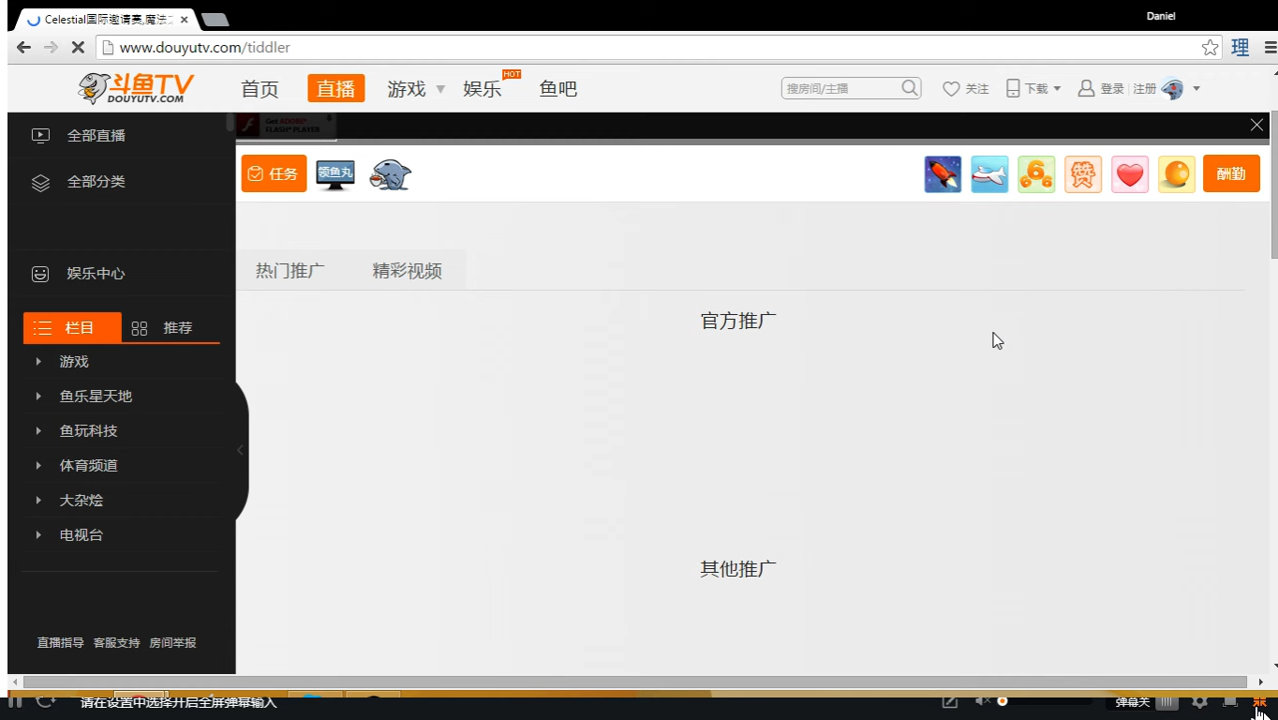 Celestial国际邀请赛,魔法
Daniel
www.douyutv.com/tiddler
理
斗鱼TV
DOUYUTV.COM
首页 直播 游戏 娱乐 HOT 鱼吧
搜房间/主播
关注 下载 登录 注册
Get ADOBE®
FLASH® PLAYER
全部直播
全部分类
任务 领鱼丸
666 赞 酬勤
娱乐中心
热门推广 精彩视频
栏目 推荐
官方推广
游戏
鱼乐星天地
鱼玩科技
体育频道
大杂烩
电视台
其他推广
直播指导 客服支持 房间举报
请在设置中选择开启全屏弹幕输入
弹幕关